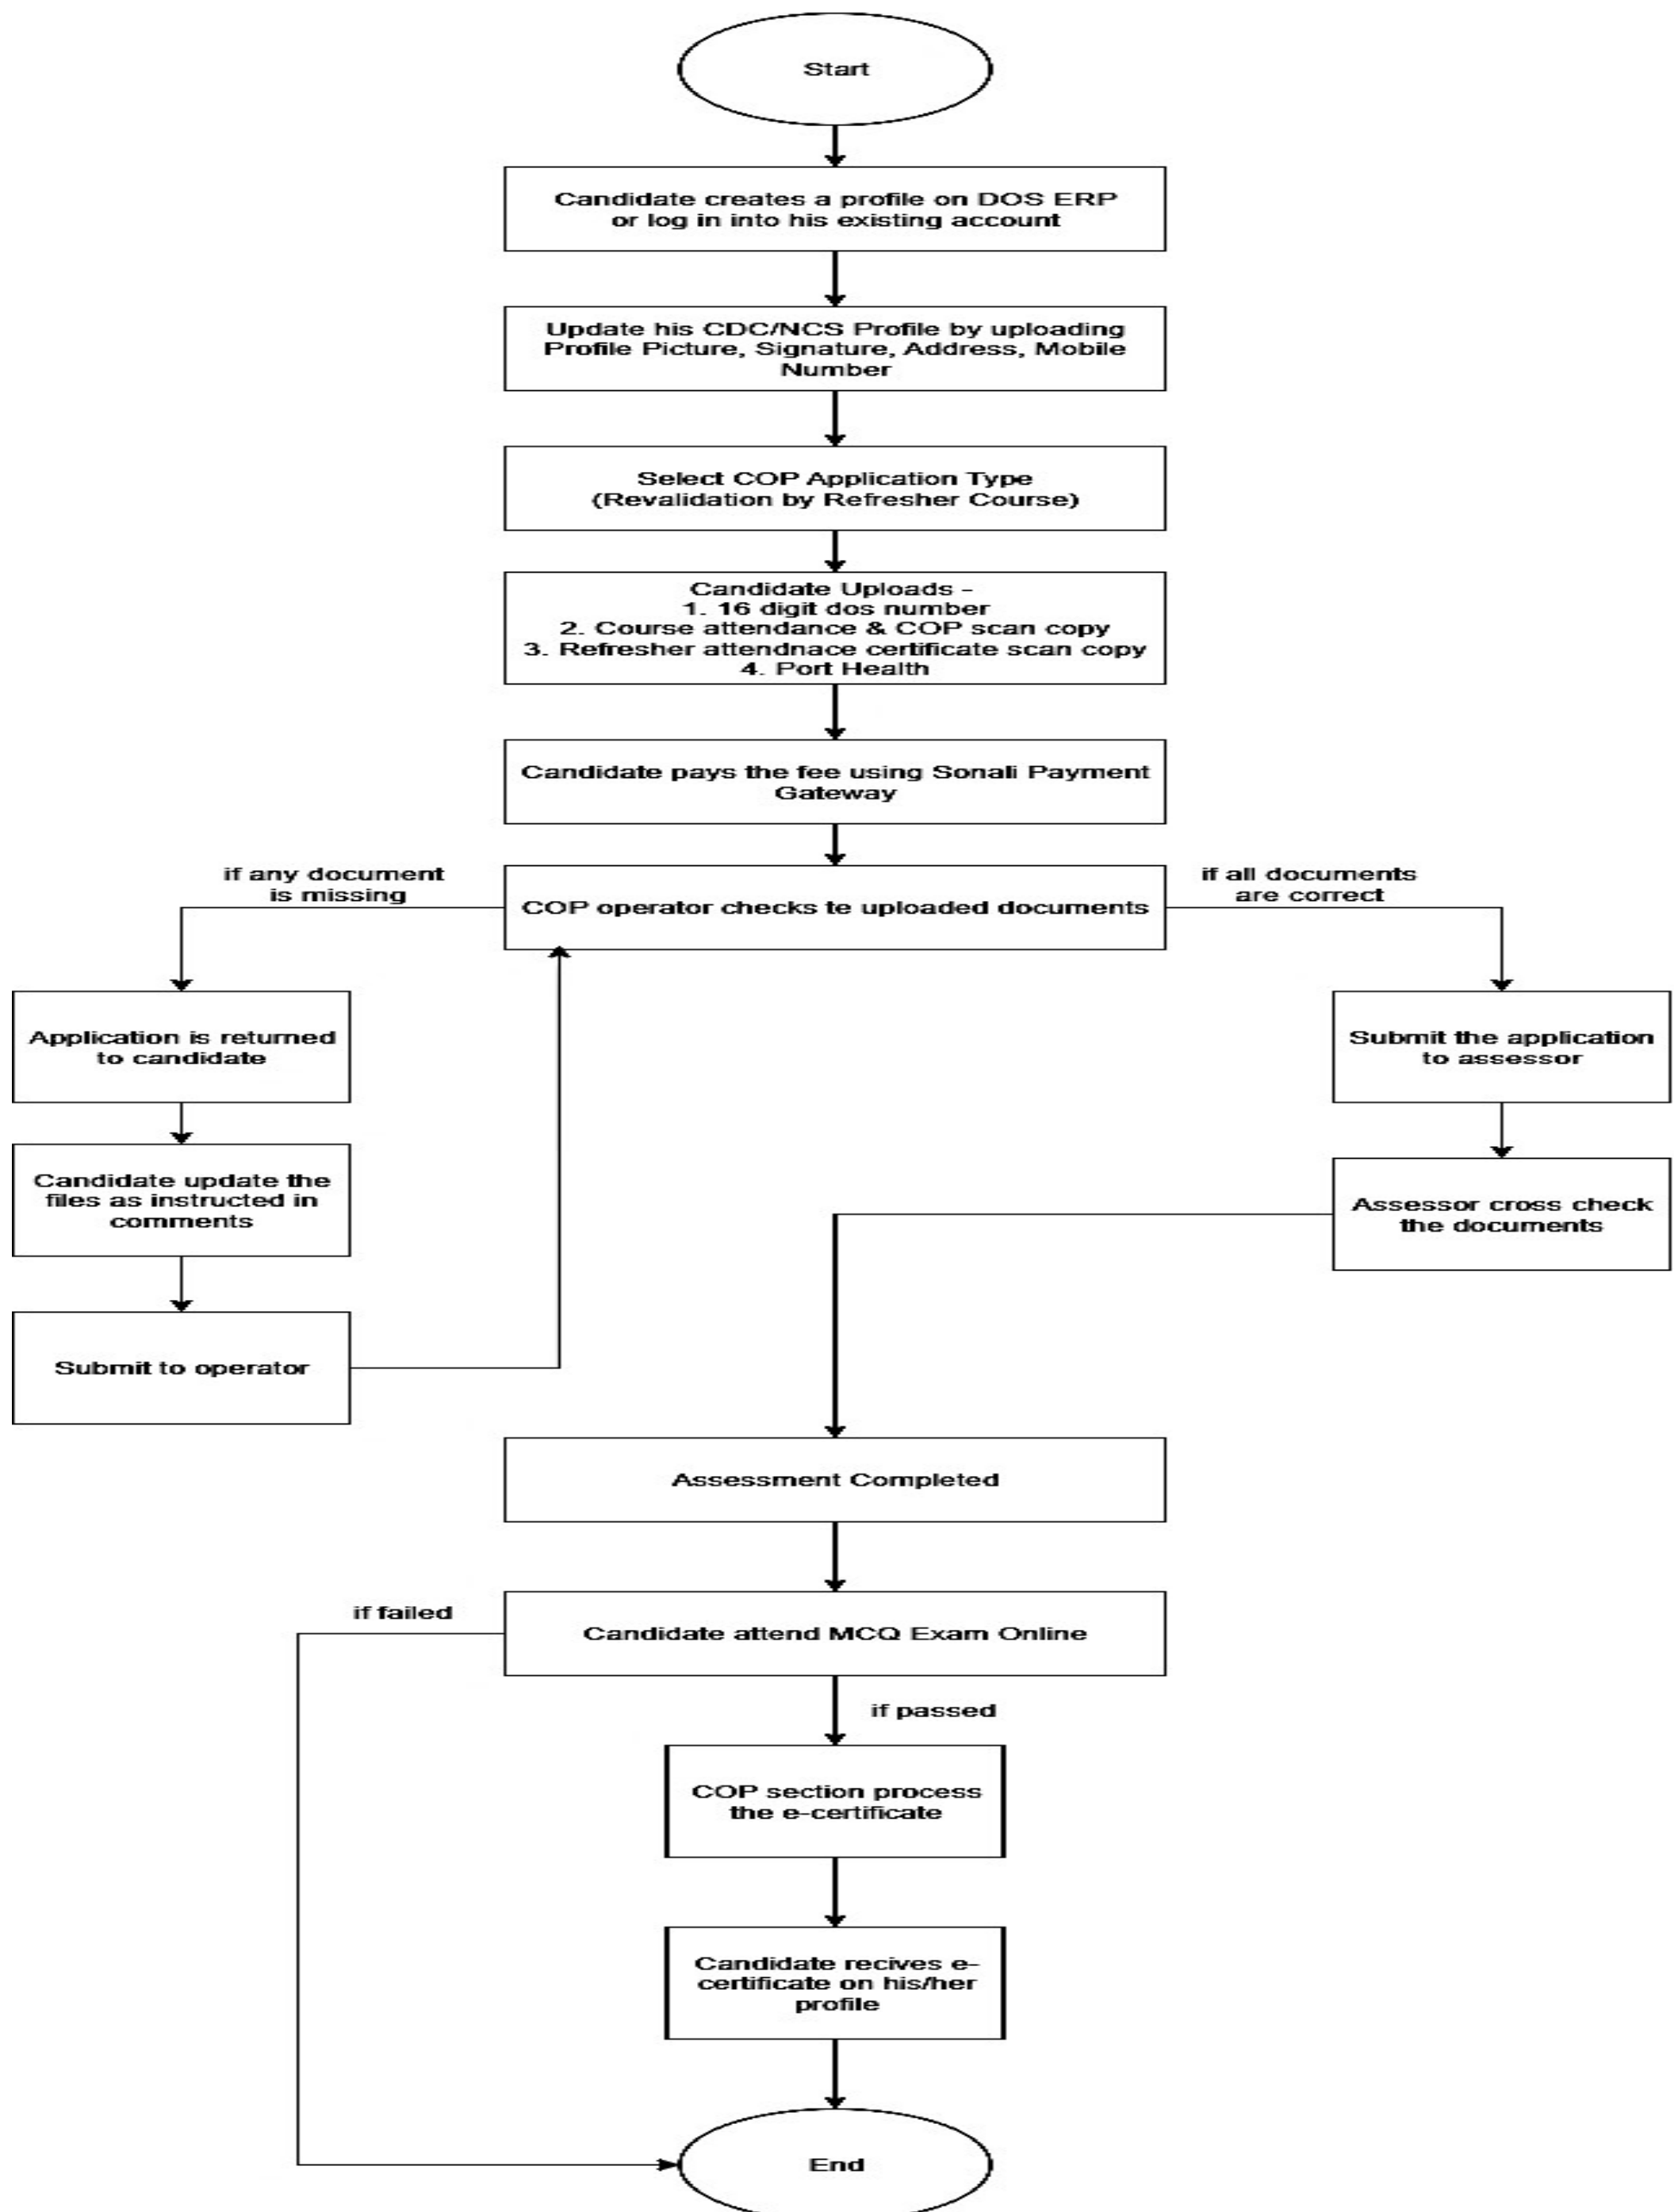 Start
Candidate creates a profile on DOS ERP
or log in into his existing account
Update his CDC/NCS Profile by uploading
Profile Picture, Signature, Address, Mobile
Number
Select COP Application Type
(Revalidation by Refresher Course)
Candidate Uploads -
1. 16 digit dos number
2. Course attendance & COP scan copy
3. Refresher attendnace certificate scan copy
4. Port Health
Candidate pays the fee using Sonali Payment
Gateway
if any document
is missing
COP operator checks te uploaded documents
if all documents
are correct
Application is returned
to candidate
Submit the application
to assessor
Candidate update the
files as instructed in
comments
Assessor cross check
the documents
Submit to operator
Assessment Completed
if failed
Candidate attend MCQ Exam Online
if passed
COP section process
the e-certificate
Candidate recives e-
certificate on his/her
profile
End